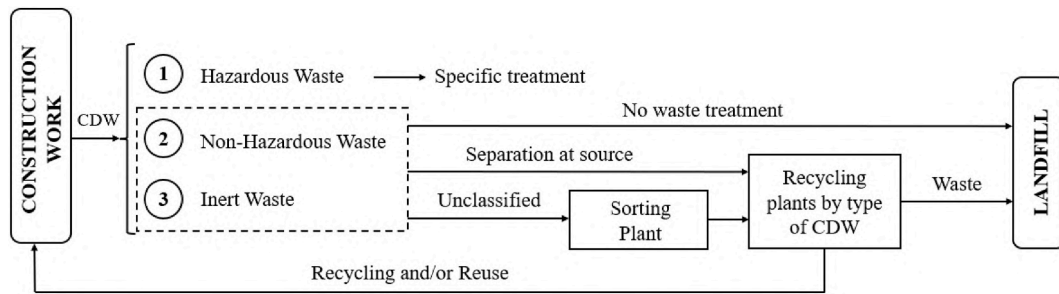 CONSTRUCTION
WORK
CDW
1 Hazardous Waste
Specific treatment
2 Non-Hazardous Waste
3 Inert Waste
No waste treatment
Separation at source
Unclassified
Sorting
Plant
Recycling
plants by type
of CDW
Waste
LANDFILL
Recycling and/or Reuse